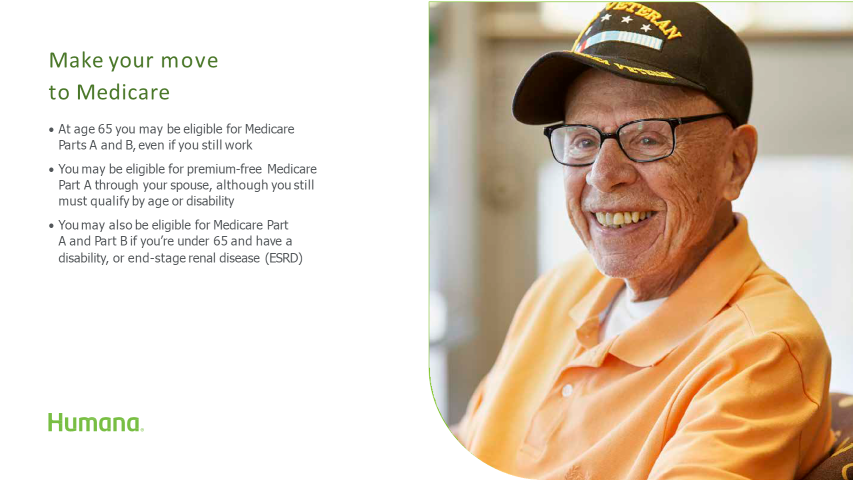 Make your move
to Medicare
• At age 65 you may be eligible for Medicare
Parts A and B, even if you still work
• You may be eligible for premium-free Medicare
Part A through your spouse, although you still
must qualify by age or disability
• You may also be eligible for Medicare Part
A and Part B if you’re under 65 and have a
disability, or end-stage renal disease (ESRD)
Humana®
VETERAN